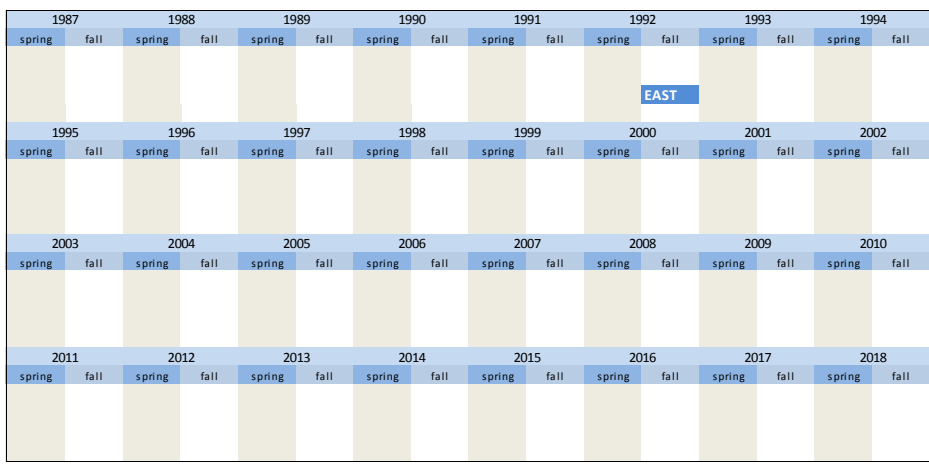 1987 1988 1989 1990 1991 1992 1993 1994
spring fall spring fall spring fall spring fall spring fall spring fall spring fall spring fall
EAST
1995 1996 1997 1998 1999 2000 2001 2002
spring fall spring fall spring fall spring fall spring fall spring fall spring fall spring fall
2003 2004 2005 2006 2007 2008 2009 2010
spring fall spring fall spring fall spring fall spring fall spring fall spring fall spring fall
2011 2012 2013 2014 2015 2016 2017 2018
spring fall spring fall spring fall spring fall spring fall spring fall spring fall spring fall